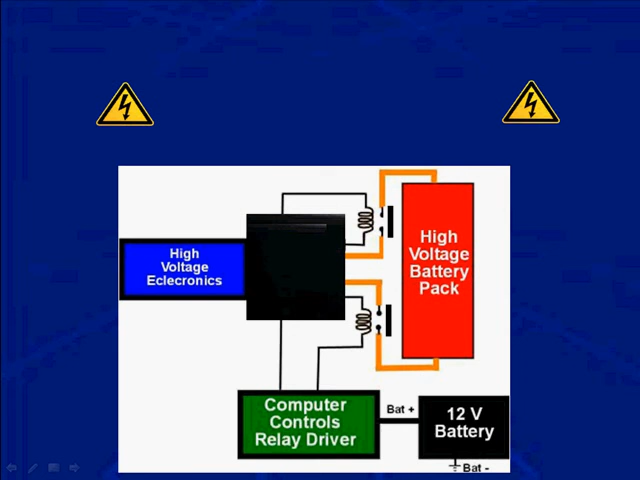 High
Voltage
Eclecronics
High
Voltage
Battery
Pack
Computer
Controls
Relay Driver
Bat +
12 V
Battery
Bat -